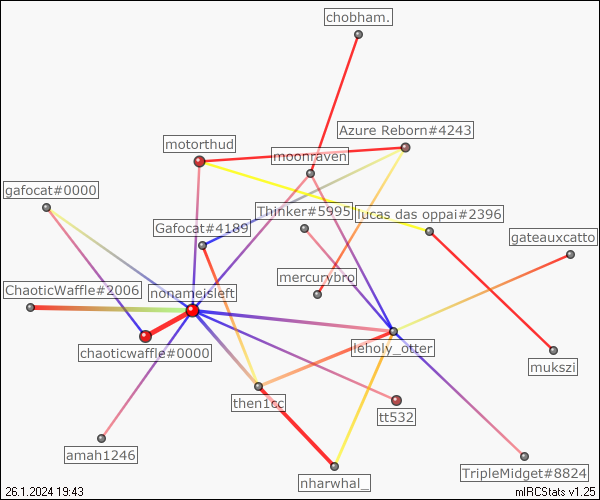 chobham.
Azure Reborn#4243
motorthud
moonraven
gafocat#0000
Thinker#5995
lucas das oppai#2396
Gafocat#4189
gateauxcatto
mercurybro
ChaoticWaffle#2006
nonameisleft
chaoticwaffle#0000
leholy_otter
mukszi
then1cc
tt532
amah1246
TripleMidget#8824
nharwhal_
26.1.2024 19:43
mIRCStats v1.25